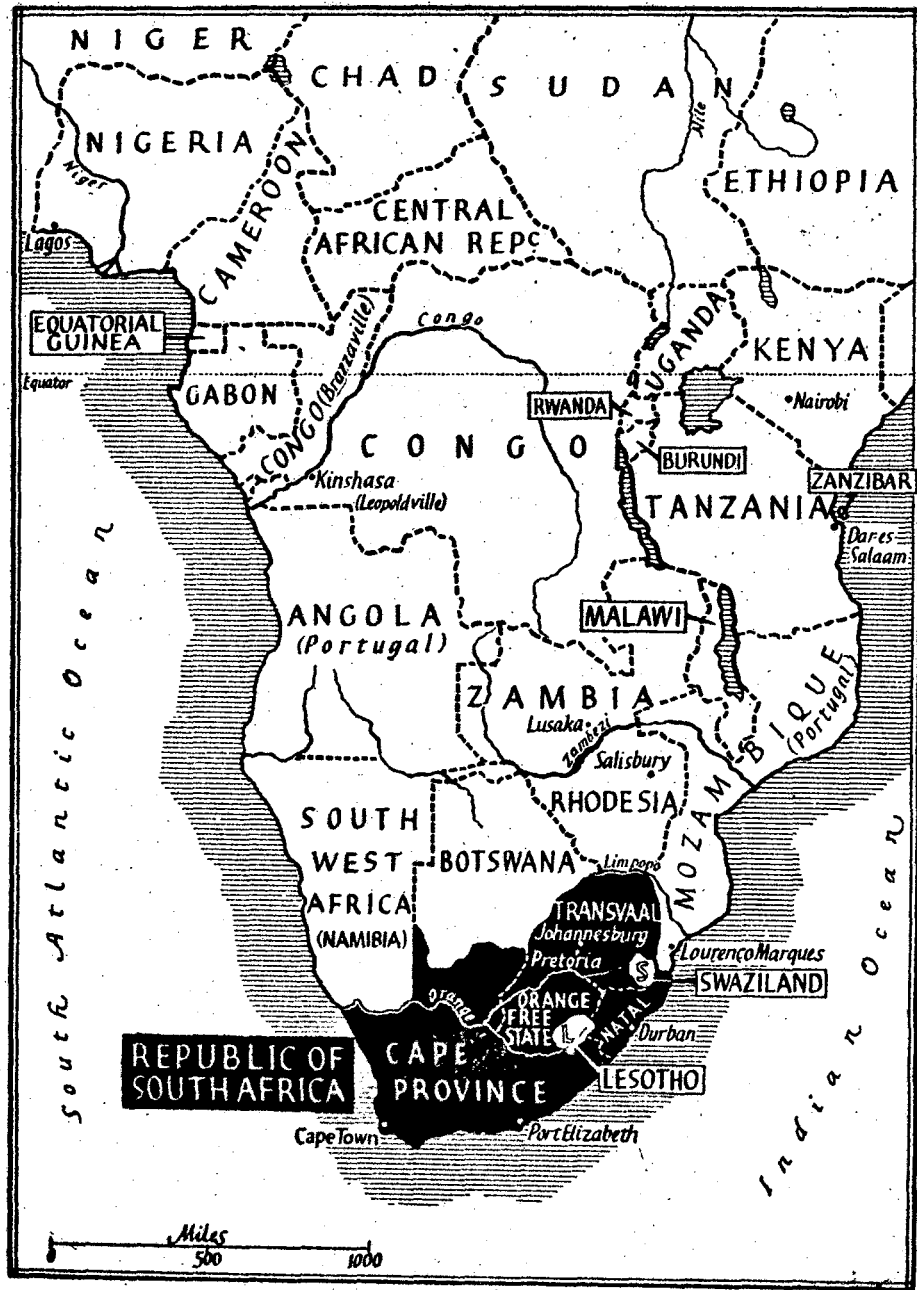 NIGER
CHAD
SUDAN
NIGERIA
Niger
Nile
ETHIOPIA
CAMEROON
CENTRAL
AFRICAN REPC
Lagos
EQUATORIAL
GUINEA
Congo
UGANDA
KENYA
Equator
GABON
CONGO (Brazzaville)
RWANDA
Nairobi
CONGO
BURUNDI
Kinshasa
(Leopoldville)
ZANZIBAR
TANZANIA
Dar-es-
Salaam
ANGOLA
(Portugal)
MALAWI
ZAMBIA
Lusaka
Zambezi
MOZAMBIQUE
(Portugal)
Salisbury
RHODESIA
SOUTH
WEST
AFRICA
(NAMIBIA)
BOTSWANA
Limpopo
TRANSVAAL
Johannesburg
Pretoria
Lourenço Marques
S
SWAZILAND
Orange
ORANGE
FREE
STATE
L
NATAL
Durban
REPUBLIC OF
SOUTH AFRICA
CAPE
PROVINCE
LESOTHO
Cape Town
Port Elizabeth
South Atlantic Ocean
Indian Ocean
Miles
0
500
1000